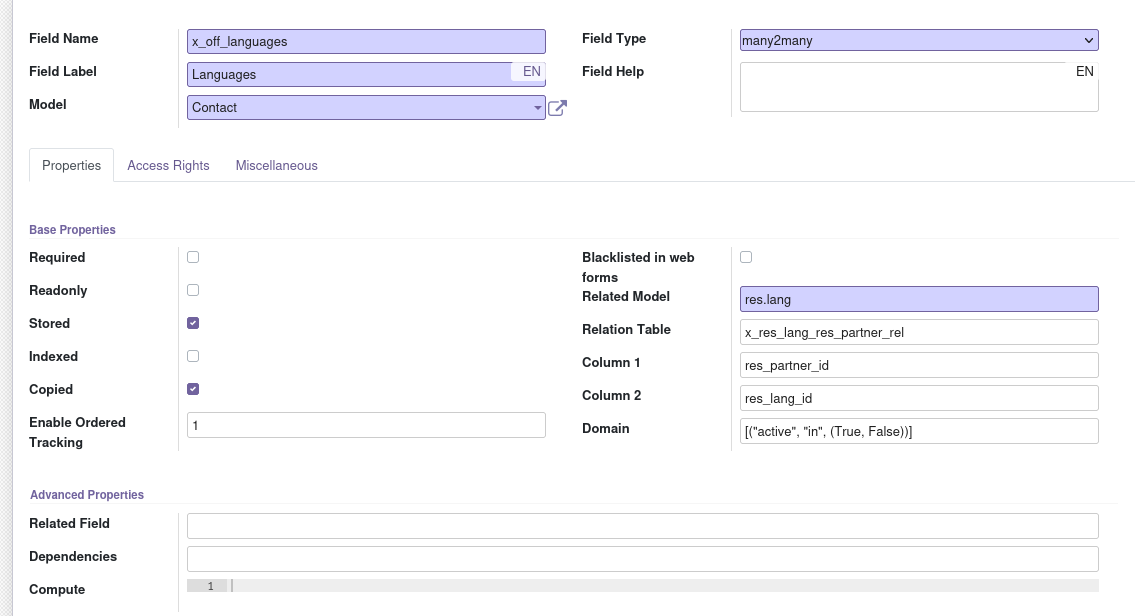 Field Name
x_off_languages
Field Type
many2many
Field Label
Languages
EN
Field Help
EN
Model
Contact
Properties
Access Rights
Miscellaneous
Base Properties
Required
Blacklisted in web
forms
Readonly
Related Model
res.lang
Stored
Relation Table
x_res_lang_res_partner_rel
Indexed
Column 1
res_partner_id
Copied
Column 2
res_lang_id
Enable Ordered
Tracking
1
Domain
[("active", "in", (True, False))]
Advanced Properties
Related Field
Dependencies
Compute
1